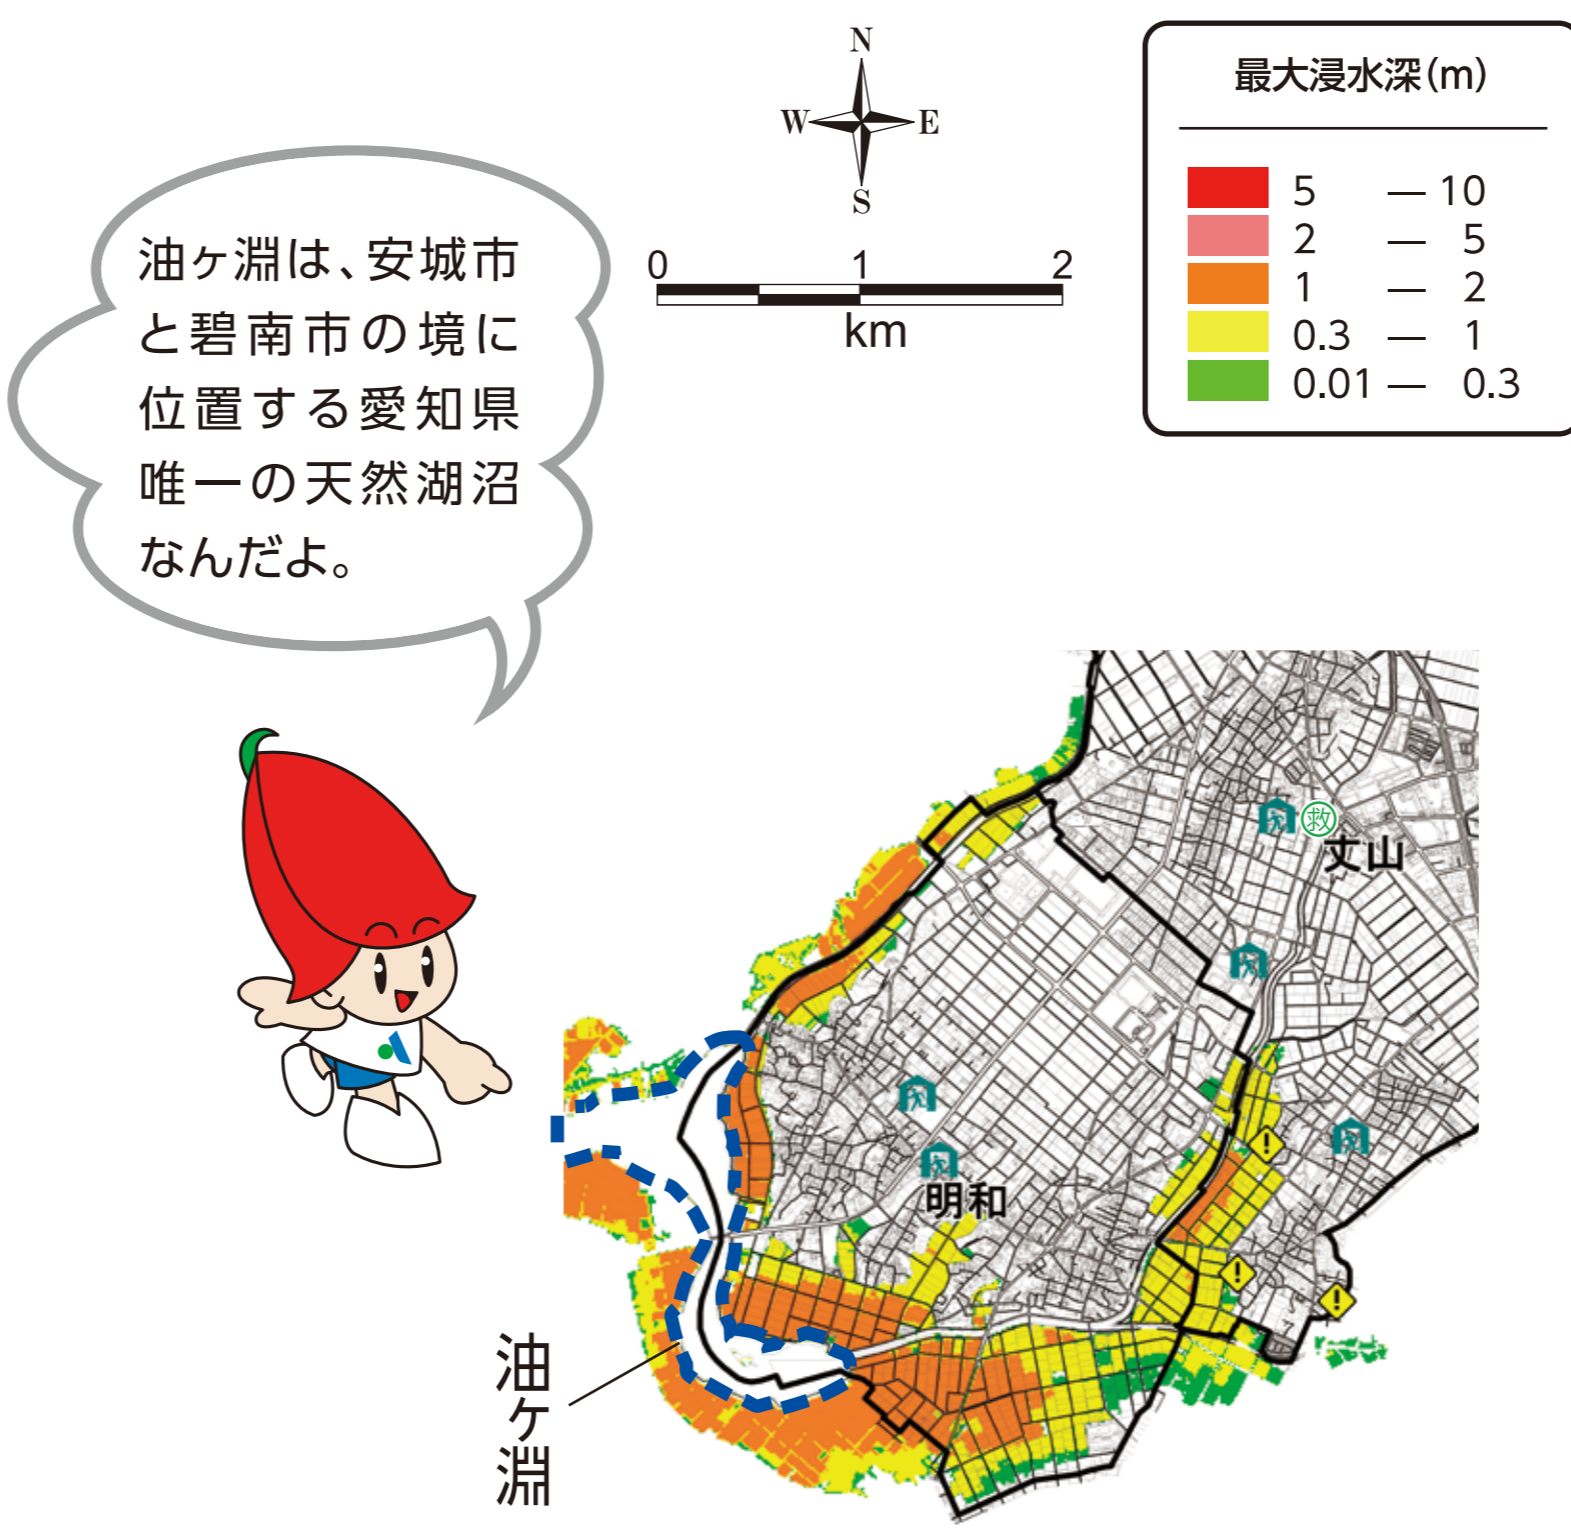 N
W E
S
0 1 2
km
最大浸水深(m)
5 — 10
2 — 5
1 — 2
0.3 — 1
0.01 — 0.3
油ヶ淵は、安城市
と碧南市の境に
位置する愛知県
唯一の天然湖沼
なんだよ。
救
丈山
明和
!
!
!
油ヶ淵